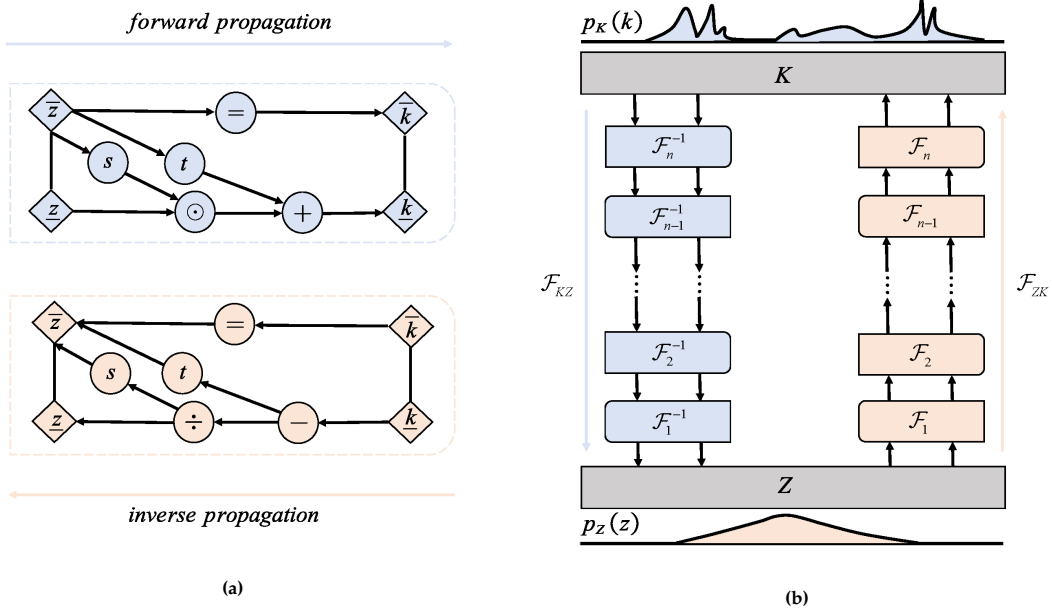 forward propagation
z̅ = k̅
s t
z̲ ⊙ + k̲
z̅ = k̅
s t
z̲ ÷ − k̲
inverse propagation
(a)
p_K(k)
K
ℱ_n^{-1} ℱ_n
ℱ_{n-1}^{-1} ℱ_{n-1}
ℱ_{KZ} ⋮ ⋮ ⋮ ⋮ ℱ_{ZK}
ℱ_2^{-1} ℱ_2
ℱ_1^{-1} ℱ_1
Z
p_Z(z)
(b)